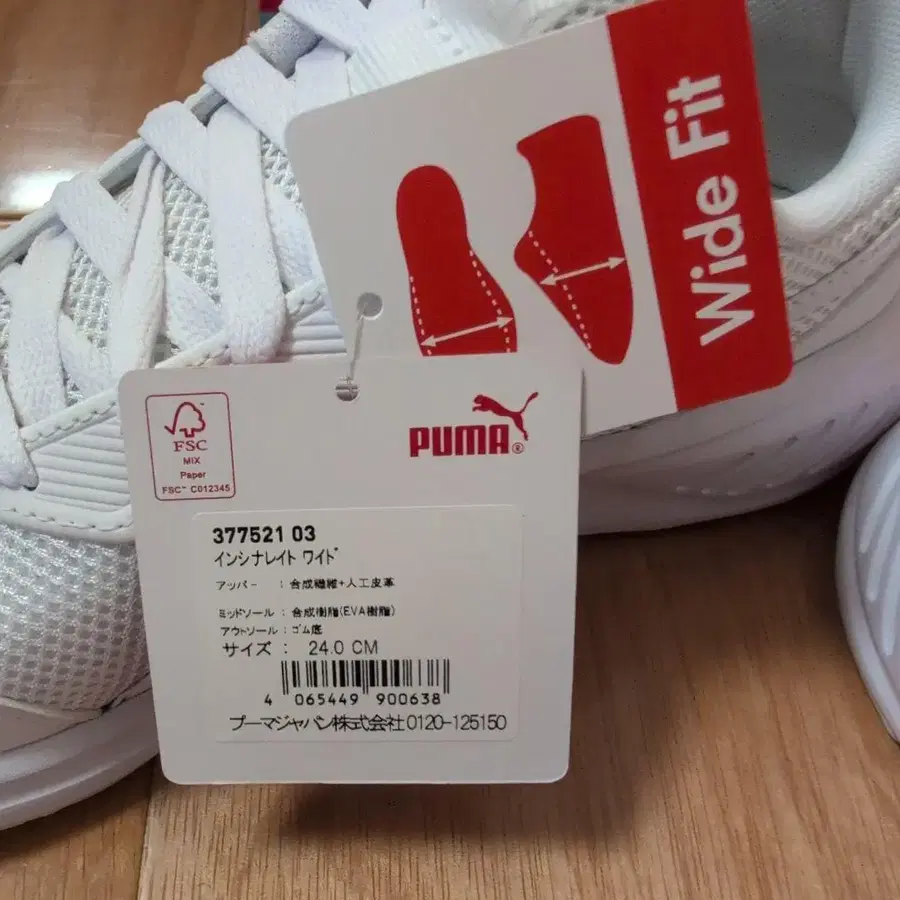 Wide Fit
FSC
MIX
Paper
FSC™ C012345
PUMA®
377521 03
インシナレイト ワイド
アッパー : 合成繊維+人工皮革
ミッドソール : 合成樹脂(EVA樹脂)
アウトソール : ゴム底
サイズ : 24.0 CM
4 065449 900638
プーマジャパン株式会社0120-125150